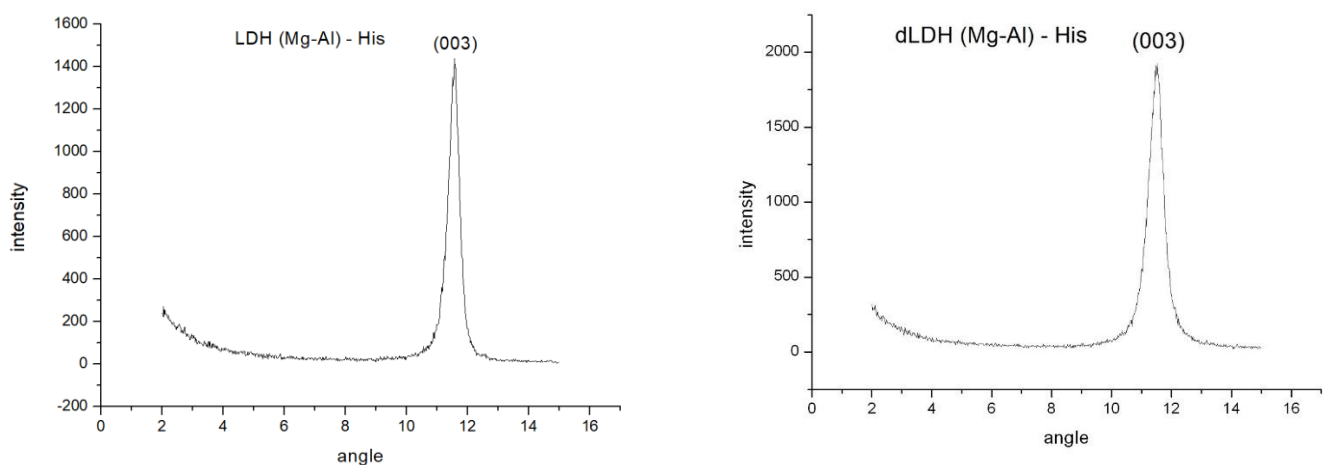 LDH (Mg-Al) - His
(003)
1600
1400
1200
1000
800
600
400
200
0
-200
intensity
0 2 4 6 8 10 12 14 16
angle
dLDH (Mg-Al) - His
(003)
2000
1500
1000
500
0
intensity
0 2 4 6 8 10 12 14 16
angle